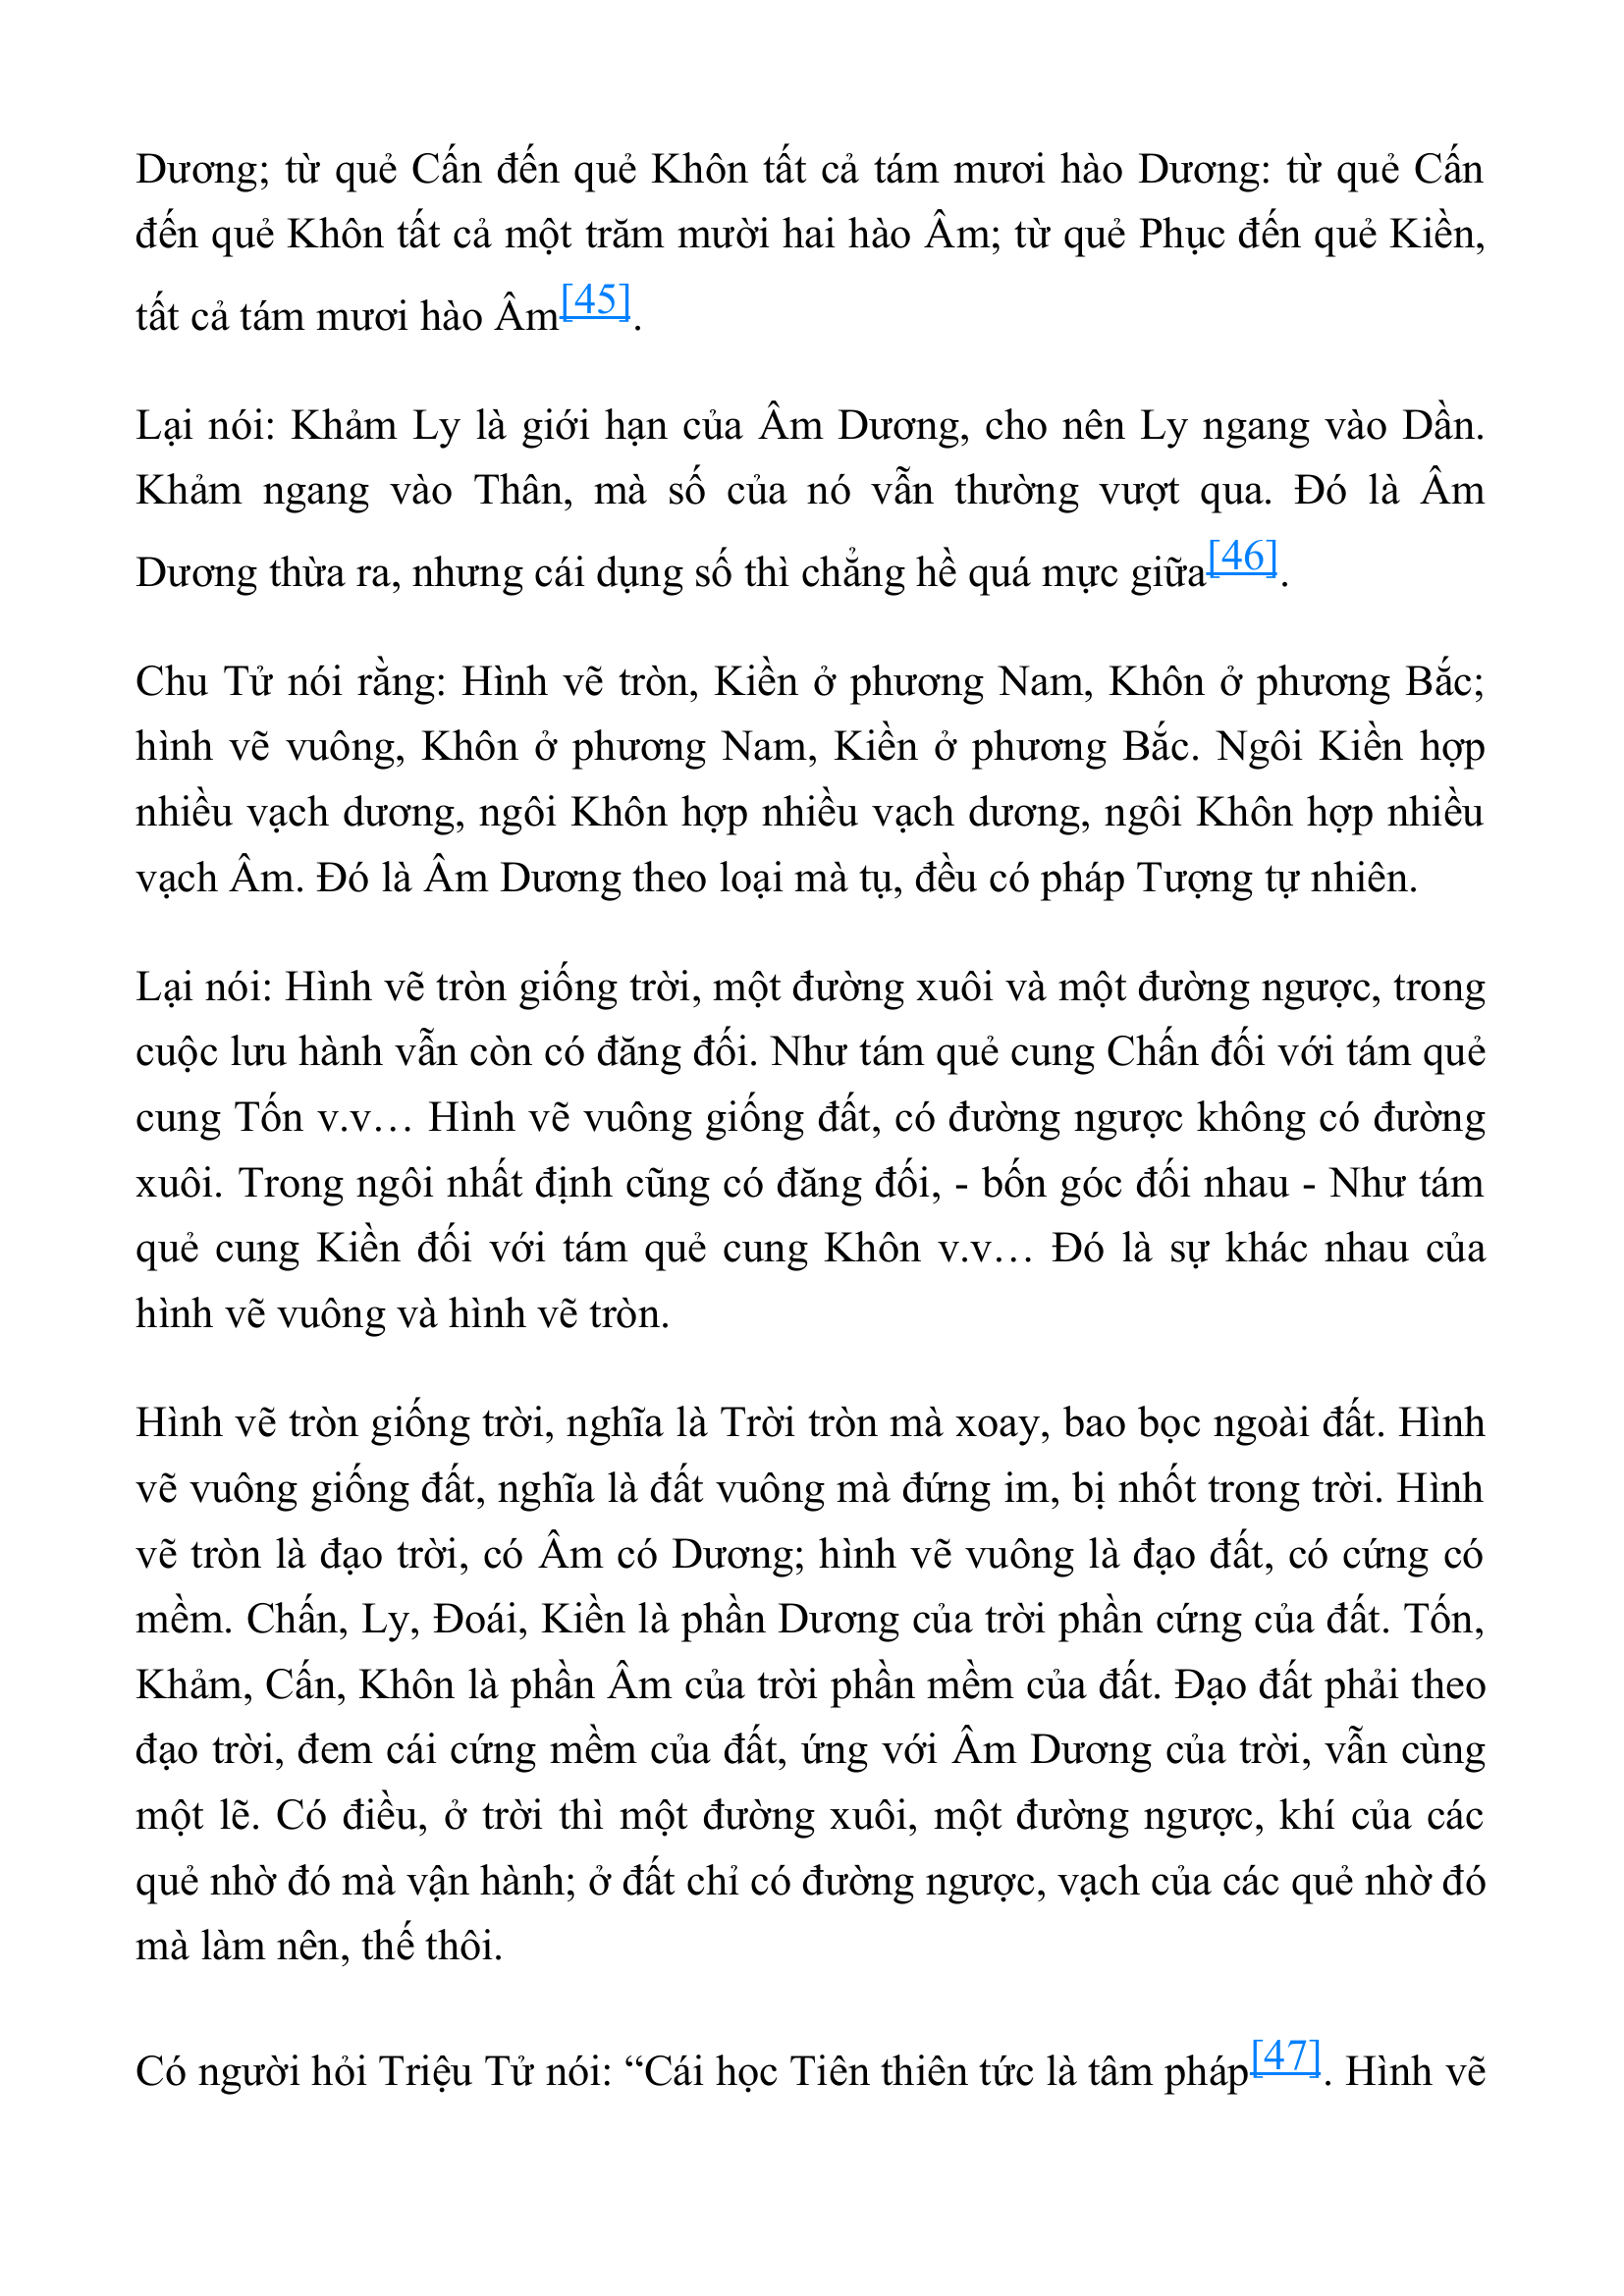 Dương; từ quẻ Cấn đến quẻ Khôn tất cả tám mươi hào Dương: từ quẻ Cấn
đến quẻ Khôn tất cả một trăm mười hai hào Âm; từ quẻ Phục đến quẻ Kiền,
tất cả tám mươi hào Âm[45].
Lại nói: Khảm Ly là giới hạn của Âm Dương, cho nên Ly ngang vào Dần.
Khảm ngang vào Thân, mà số của nó vẫn thường vượt qua. Đó là Âm
Dương thừa ra, nhưng cái dụng số thì chẳng hề quá mực giữa[46].
Chu Tử nói rằng: Hình vẽ tròn, Kiền ở phương Nam, Khôn ở phương Bắc;
hình vẽ vuông, Khôn ở phương Nam, Kiền ở phương Bắc. Ngôi Kiền hợp
nhiều vạch dương, ngôi Khôn hợp nhiều vạch dương, ngôi Khôn hợp nhiều
vạch Âm. Đó là Âm Dương theo loại mà tụ, đều có pháp Tượng tự nhiên.
Lại nói: Hình vẽ tròn giống trời, một đường xuôi và một đường ngược, trong
cuộc lưu hành vẫn còn có đăng đối. Như tám quẻ cung Chấn đối với tám quẻ
cung Tốn v.v… Hình vẽ vuông giống đất, có đường ngược không có đường
xuôi. Trong ngôi nhất định cũng có đăng đối, - bốn góc đối nhau - Như tám
quẻ cung Kiền đối với tám quẻ cung Khôn v.v… Đó là sự khác nhau của
hình vẽ vuông và hình vẽ tròn.
Hình vẽ tròn giống trời, nghĩa là Trời tròn mà xoay, bao bọc ngoài đất. Hình
vẽ vuông giống đất, nghĩa là đất vuông mà đứng im, bị nhốt trong trời. Hình
vẽ tròn là đạo trời, có Âm có Dương; hình vẽ vuông là đạo đất, có cứng có
mềm. Chấn, Ly, Đoái, Kiền là phần Dương của trời phần cứng của đất. Tốn,
Khảm, Cấn, Khôn là phần Âm của trời phần mềm của đất. Đạo đất phải theo
đạo trời, đem cái cứng mềm của đất, ứng với Âm Dương của trời, vẫn cùng
một lẽ. Có điều, ở trời thì một đường xuôi, một đường ngược, khí của các
quẻ nhờ đó mà vận hành; ở đất chỉ có đường ngược, vạch của các quẻ nhờ đó
mà làm nên, thế thôi.
Có người hỏi Triệu Tử nói: “Cái học Tiên thiên tức là tâm pháp[47]. Hình vẽ